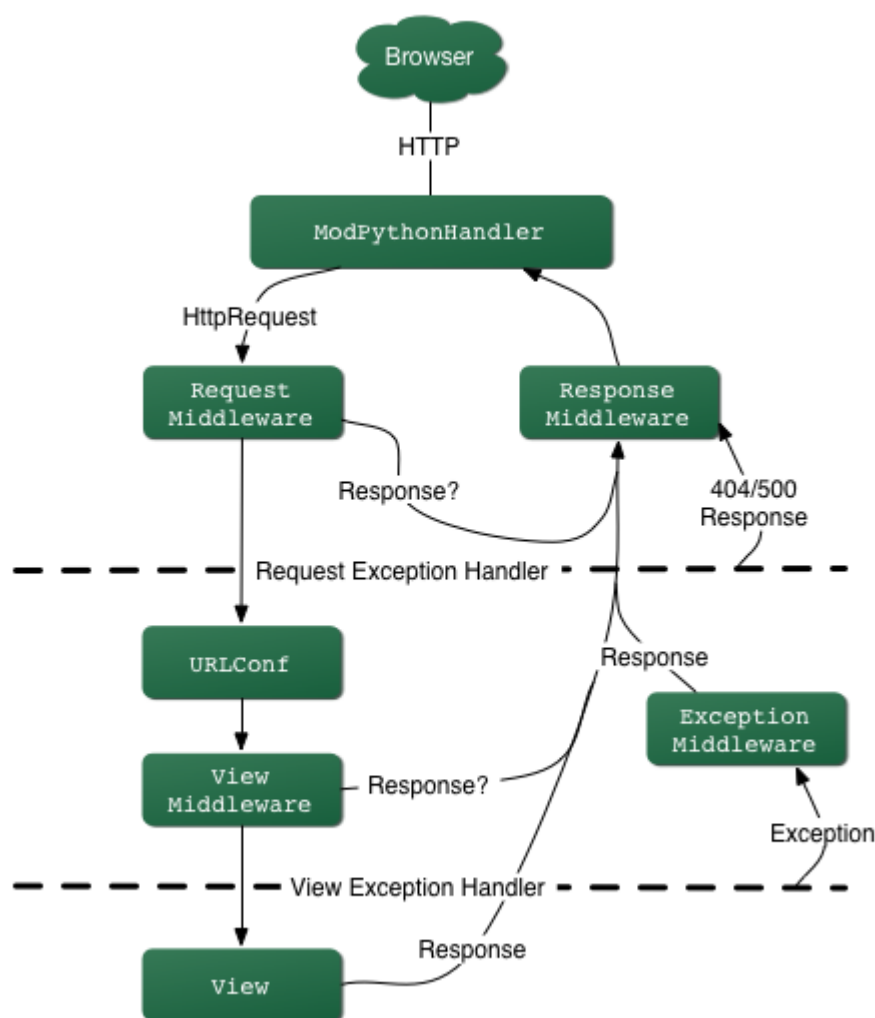 Browser
HTTP
ModPythonHandler
HttpRequest
Request
Middleware
Response
Middleware
Response?
404/500
Response
Request Exception Handler
URLConf
Response
Exception
Middleware
View
Middleware
Response?
Exception
View Exception Handler
Response
View